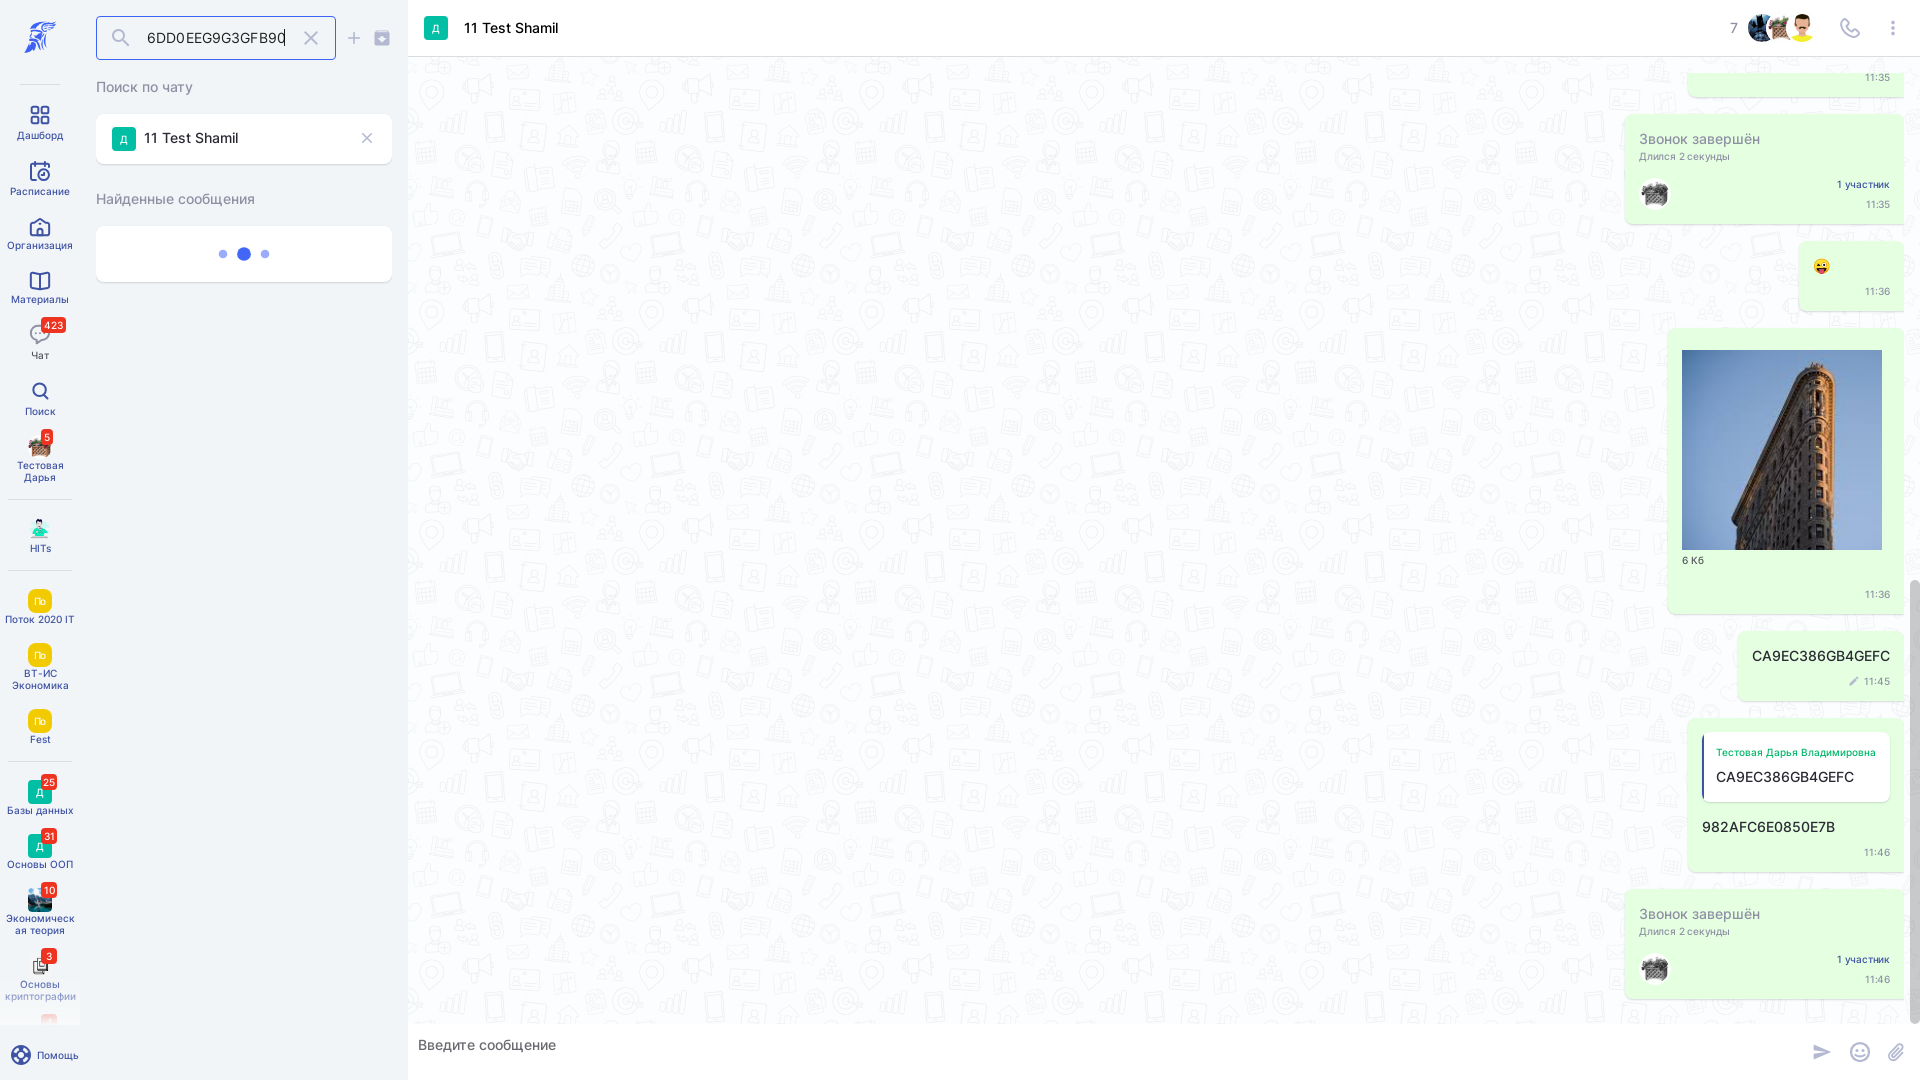 6DD0EEG9G3GFB90
Поиск по чату
Д 11 Test Shamil
Найденные сообщения
Дашборд
Расписание
Организация
Материалы
423
Чат
Поиск
5
Тестовая
Дарья
HITs
По
Поток 2020 IT
По
ВТ-ИС
Экономика
По
Fest
25
Д
Базы данных
31
Д
Основы ООП
10
Экономическ
ая теория
3
Основы
криптографии
Помощь
Д 11 Test Shamil
7
11:35
Звонок завершён
Длился 2 секунды
1 участник
11:35
11:36
6 Кб
11:36
CA9EC386GB4GEFC
11:45
Тестовая Дарья Владимировна
CA9EC386GB4GEFC
982AFC6E0850E7B
11:46
Звонок завершён
Длился 2 секунды
1 участник
11:46
Введите сообщение